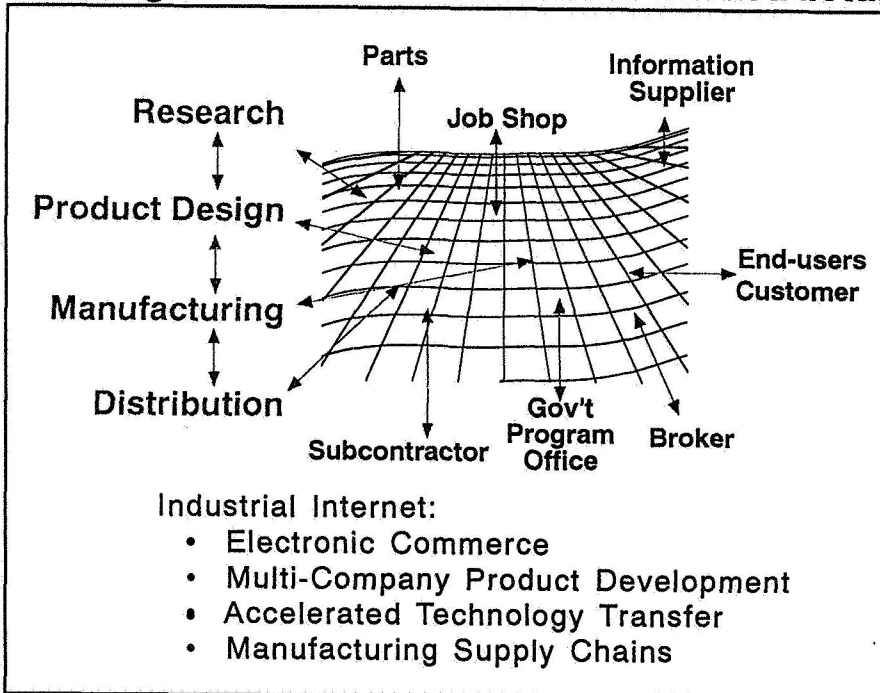 Parts
Information
Supplier
Research
Job Shop
Product Design
End-users
Customer
Manufacturing
Distribution
Gov't
Program
Office
Subcontractor
Broker
Industrial Internet:
• Electronic Commerce
• Multi-Company Product Development
• Accelerated Technology Transfer
• Manufacturing Supply Chains